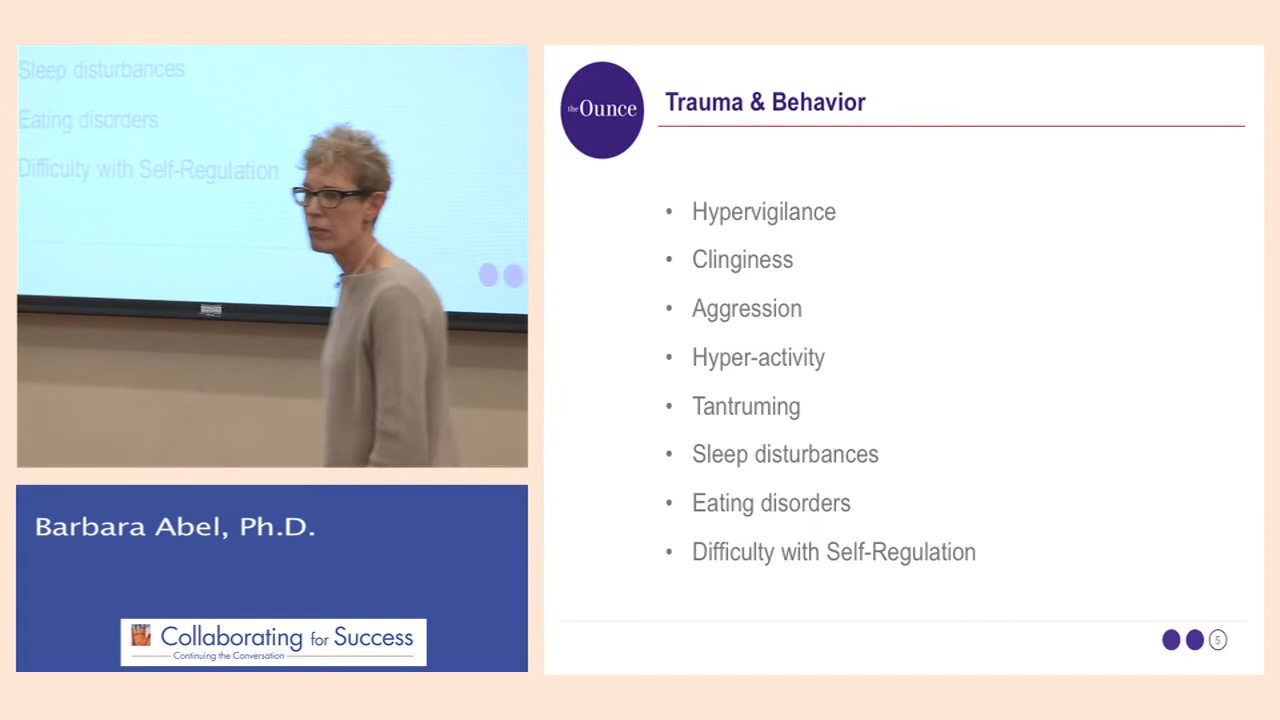 Sleep disturbances
Eating disorders
Difficulty with Self-Regulation
Barbara Abel, Ph.D.
Collaborating for Success
Continuing the Conversation
the Ounce
Trauma & Behavior
• Hypervigilance
• Clinginess
• Aggression
• Hyper-activity
• Tantruming
• Sleep disturbances
• Eating disorders
• Difficulty with Self-Regulation
5